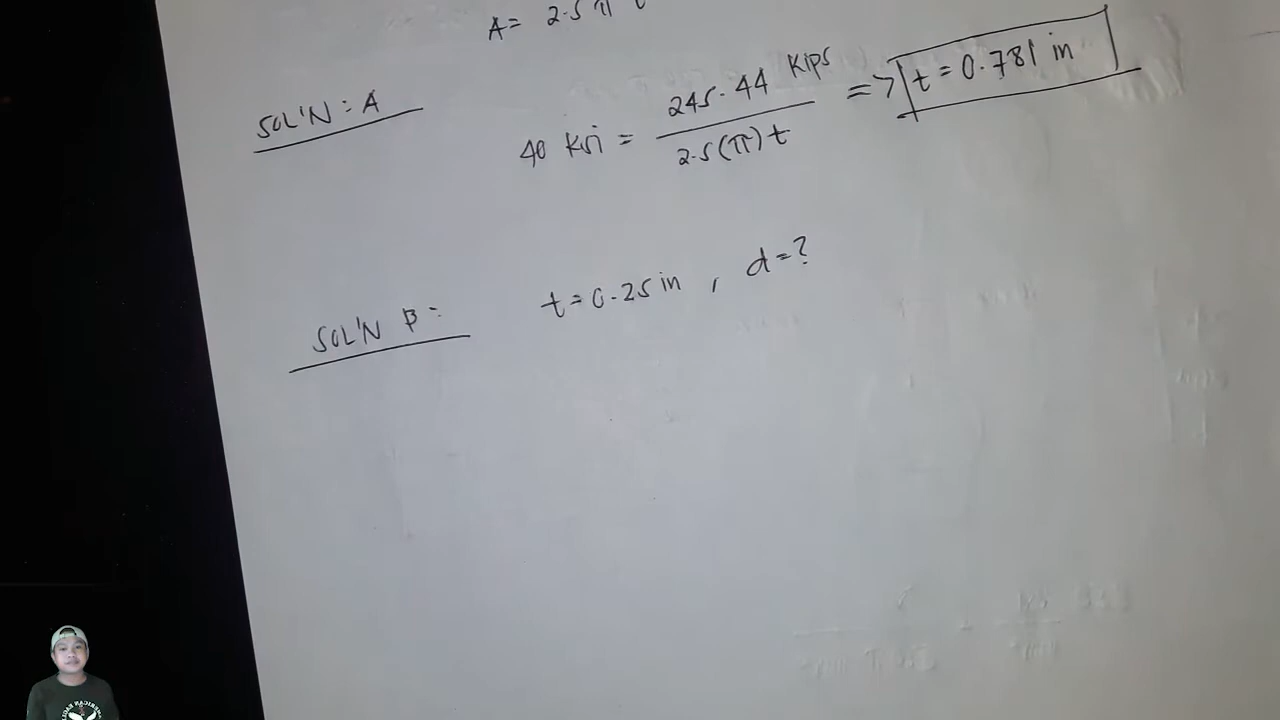 A = 2.5 π t
SOL'N : A
40 ksi = 245.44 Kips / 2.5(π)t => t = 0.781 in
SOL'N B :
t = 0.25 in , d = ?